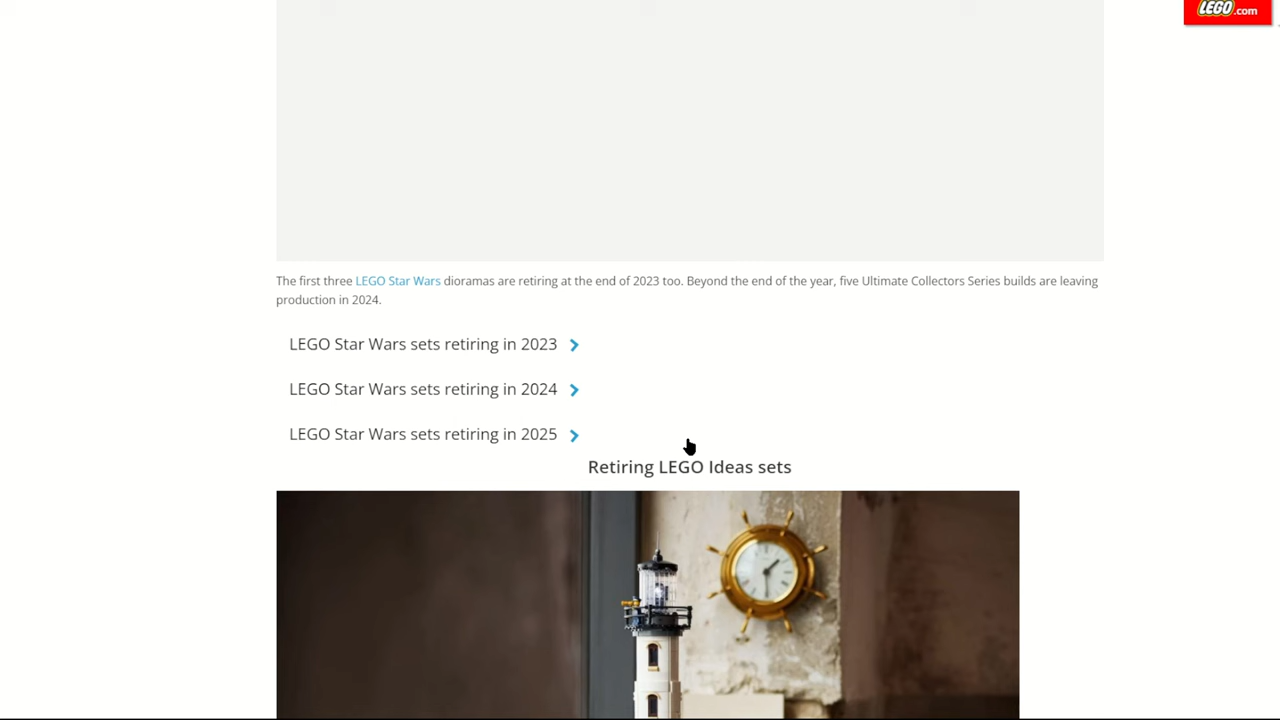 LEGO.com
The first three LEGO Star Wars dioramas are retiring at the end of 2023 too. Beyond the end of the year, five Ultimate Collectors Series builds are leaving
production in 2024.
LEGO Star Wars sets retiring in 2023
LEGO Star Wars sets retiring in 2024
LEGO Star Wars sets retiring in 2025
Retiring LEGO Ideas sets